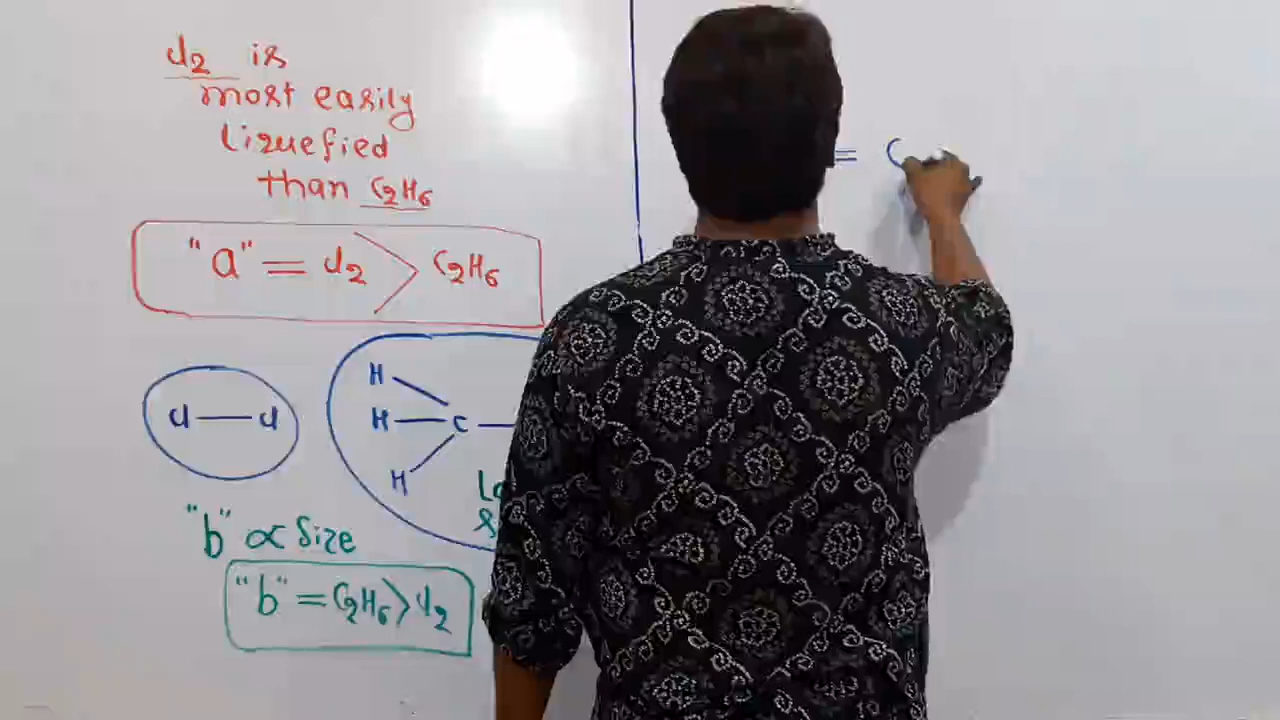 Cl2 is
most easily
liquefied
than C2H6
"a" = Cl2 > C2H6
H
H — C —
H
Cl — Cl
"b" ∝ Size
"b" = C2H6 > Cl2
= C